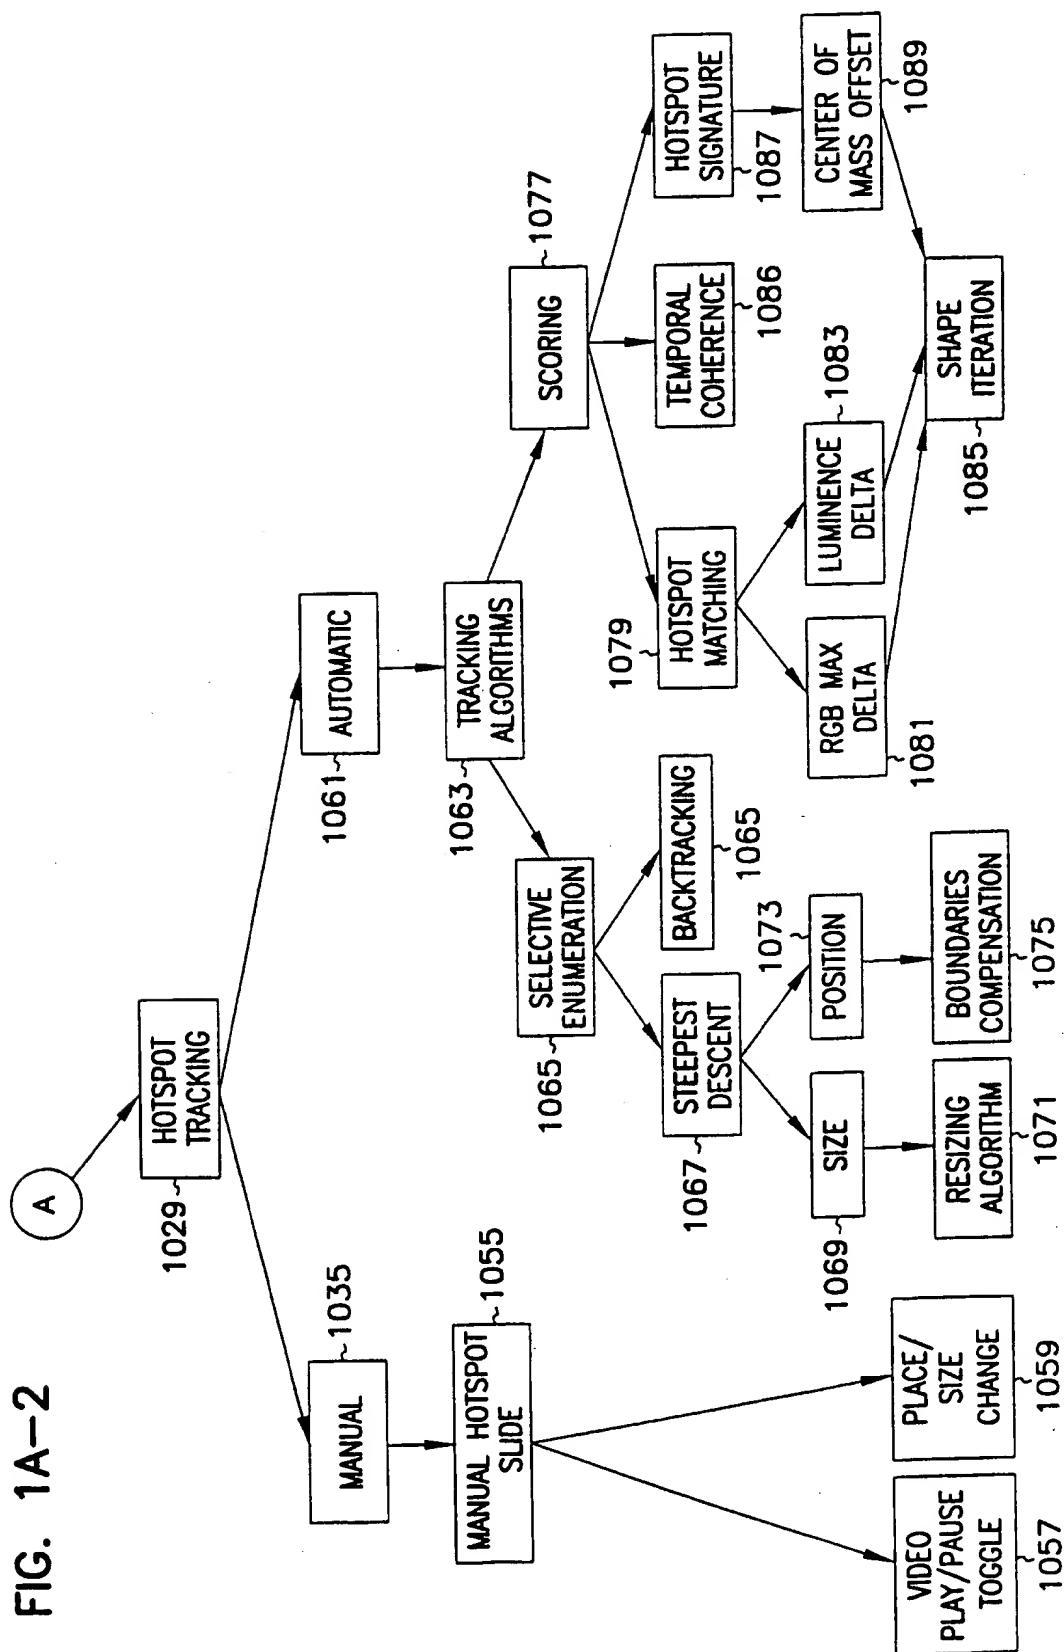 FIG. 1A-2
A
HOTSPOT
TRACKING
1029
MANUAL
1035
AUTOMATIC
1061
MANUAL HOTSPOT
SLIDE
1055
TRACKING
ALGORITHMS
1063
SELECTIVE
ENUMERATION
1065
SCORING
1077
STEEPEST
DESCENT
1067
BACKTRACKING
1065
HOTSPOT
MATCHING
1079
TEMPORAL
COHERENCE
1086
HOTSPOT
SIGNATURE
1087
SIZE
1069
POSITION
1073
RGB MAX
DELTA
1081
LUMINENCE
DELTA
1083
CENTER OF
MASS OFFSET
1089
VIDEO
PLAY/PAUSE
TOGGLE
1057
PLACE/
SIZE
CHANGE
1059
RESIZING
ALGORITHM
1071
BOUNDARIES
COMPENSATION
1075
SHAPE
ITERATION
1085